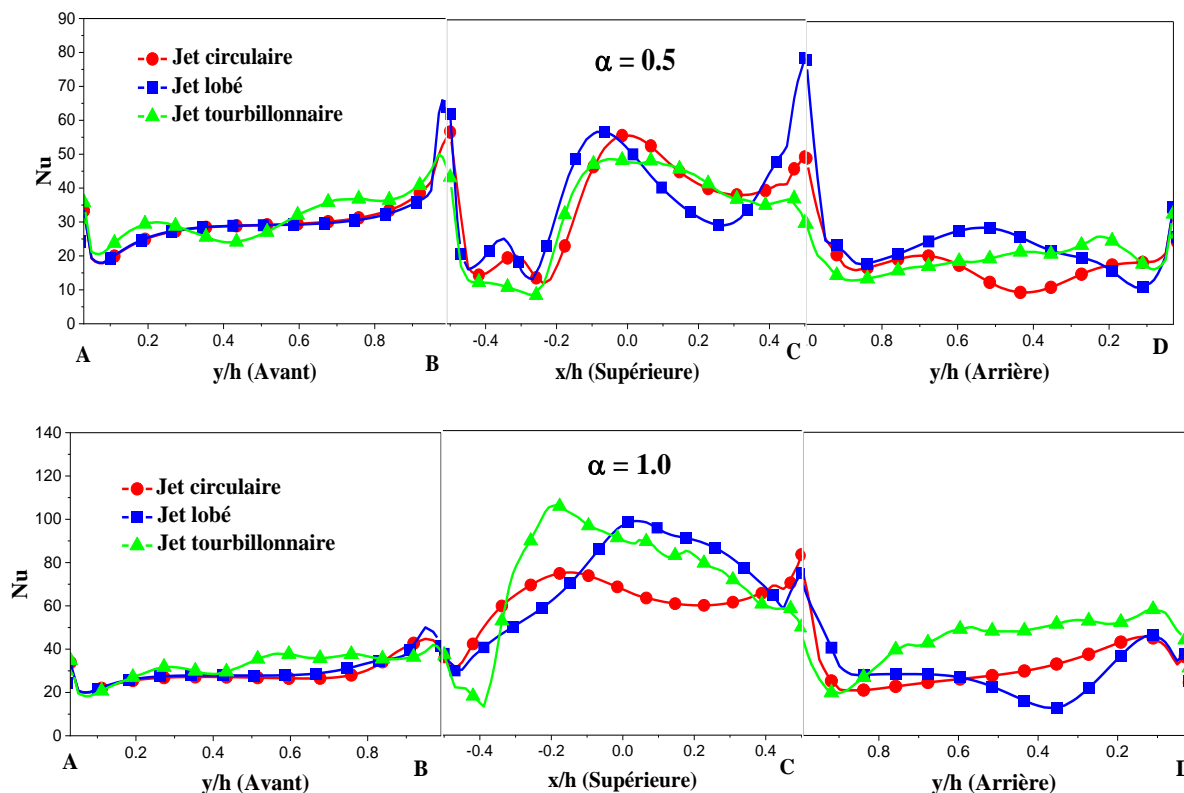 90
80
70
60
50
40
30
20
10
0
Nu
Jet circulaire
Jet lobé
Jet tourbillonnaire
α = 0.5
0.2 0.4 0.6 0.8 -0.4 -0.2 0.0 0.2 0.4 0 0.8 0.6 0.4 0.2
A B C D
y/h (Avant) x/h (Supérieure) y/h (Arrière)
140
120
100
80
60
40
20
0
Nu
Jet circulaire
Jet lobé
Jet tourbillonnaire
α = 1.0
0.2 0.4 0.6 0.8 -0.4 -0.2 0.0 0.2 0.4 0.8 0.6 0.4 0.2
A B C
y/h (Avant) x/h (Supérieure) y/h (Arrière)